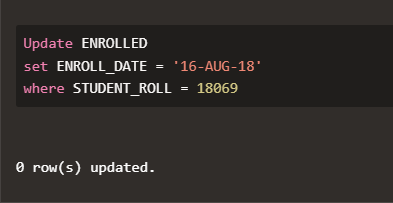 Update ENROLLED
set ENROLL_DATE = '16-AUG-18'
where STUDENT_ROLL = 18069
0 row(s) updated.